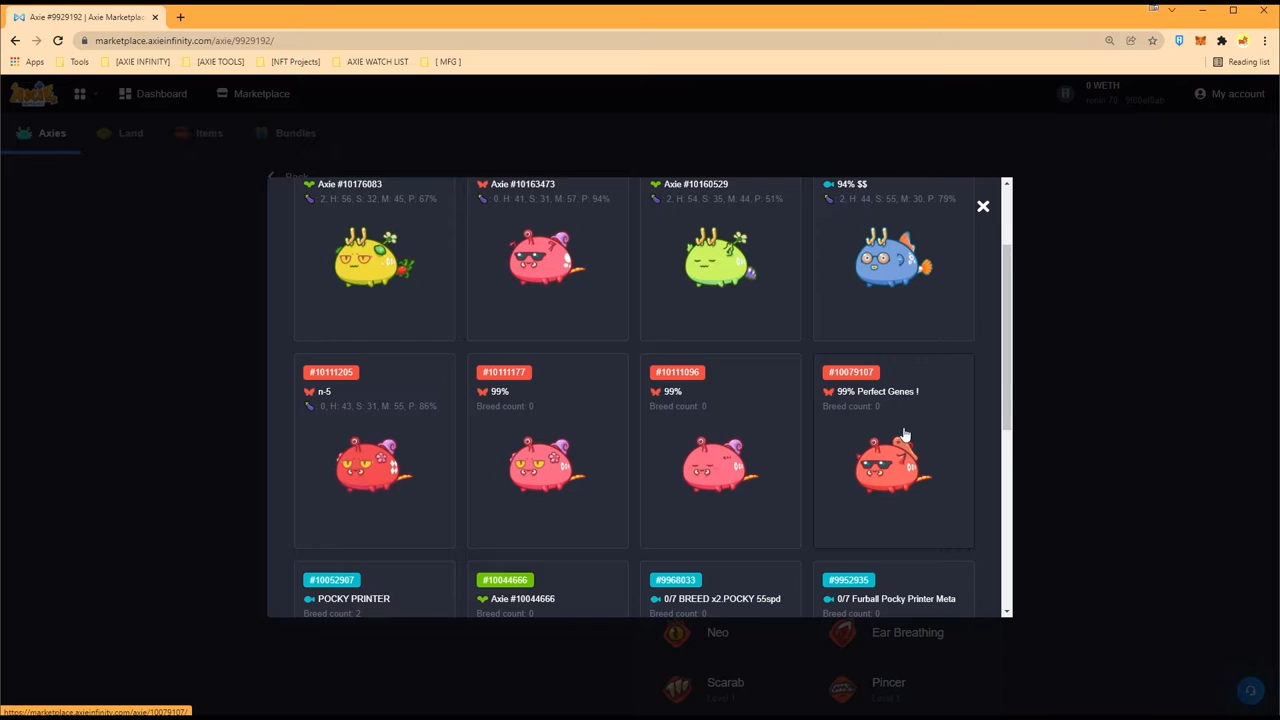 Axie #9929192 | Axie Marketplac
marketplace.axieinfinity.com/axie/9929192/
Apps Tools [AXIE INFINITY] [AXIE TOOLS] [NFT Projects] AXIE WATCH LIST [ MFG ] Reading list
Dashboard Marketplace 0 WETH My account
Axies Land Items Bundles
Back
Axie #10176083 Axie #10163473 Axie #10160529 94% $$
2, H: 56, S: 32, M: 45, P: 67% 0, H: 41, S: 31, M: 57, P: 94% 2, H: 54, S: 35, M: 44, P: 51% 2, H: 44, S: 55, M: 30, P: 79%
#10111205 #10111177 #10111096 #10079107
n-5 99% 99% 99% Perfect Genes !
0, H: 43, S: 31, M: 55, P: 86% Breed count: 0 Breed count: 0 Breed count: 0
#10052907 #10044666 #9968033 #9952935
POCKY PRINTER Axie #10044666 0/7 BREED x2.POCKY 55spd 0/7 Furball Pocky Printer Meta
Breed count: 2 Breed count: 0 Breed count: 0 Breed count: 0
Neo Ear Breathing
Scarab Pincer
Level 1 Level 1
https://marketplace.axieinfinity.com/axie/10079107/